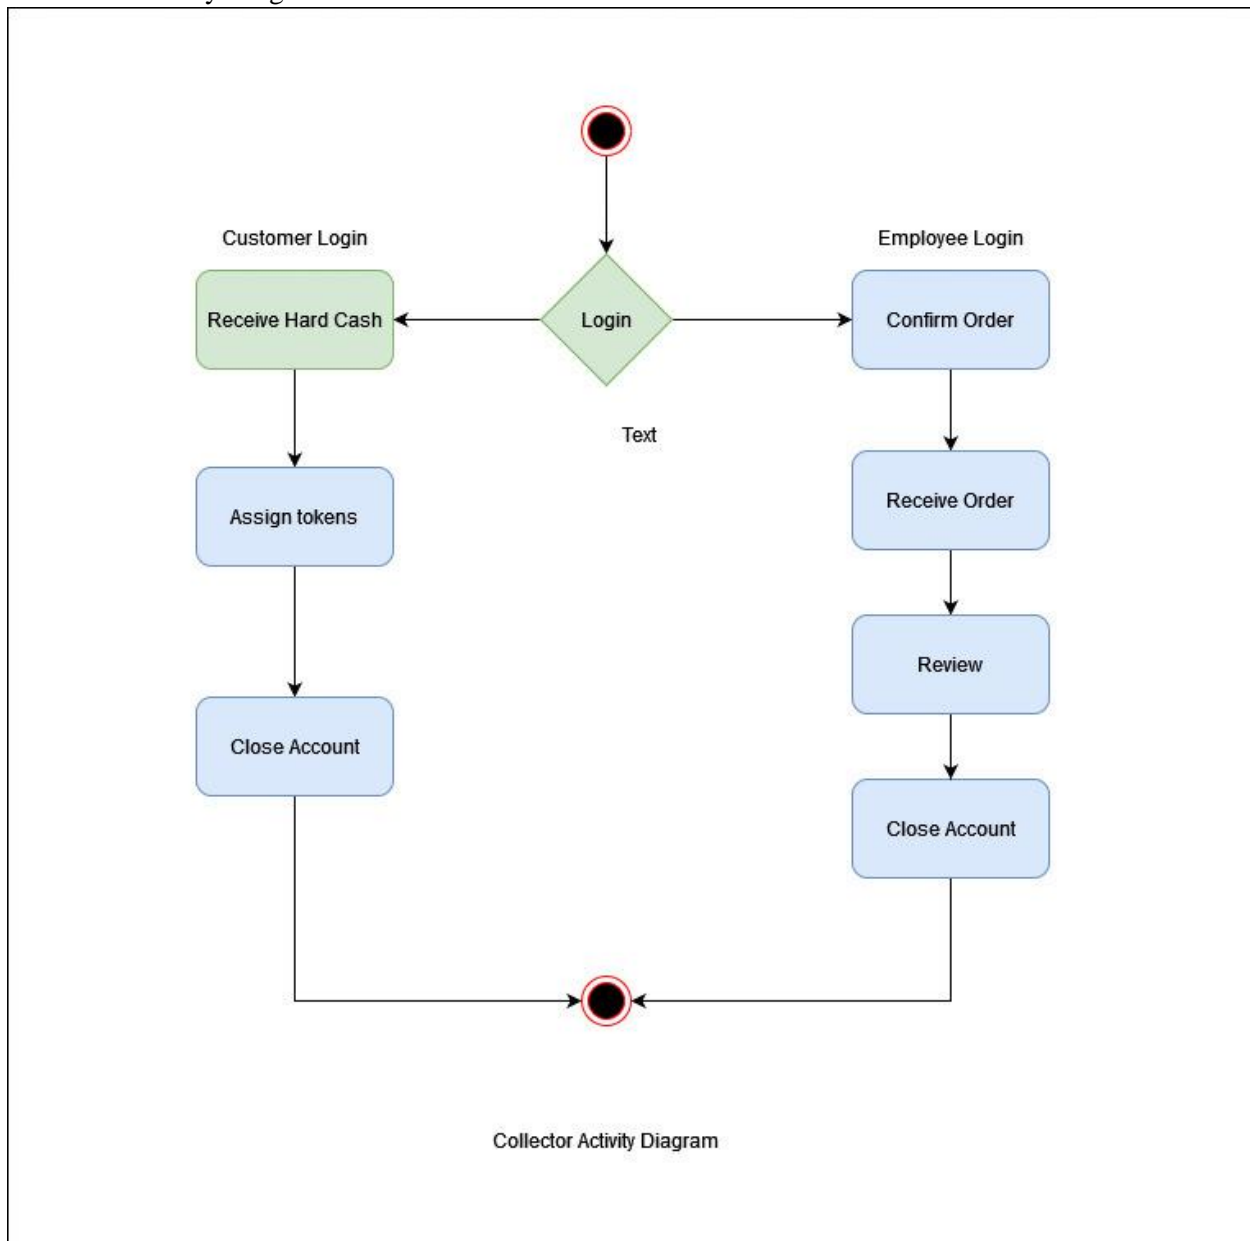 Customer Login
Employee Login
Receive Hard Cash
Login
Confirm Order
Text
Receive Order
Assign tokens
Review
Close Account
Close Account
Collector Activity Diagram